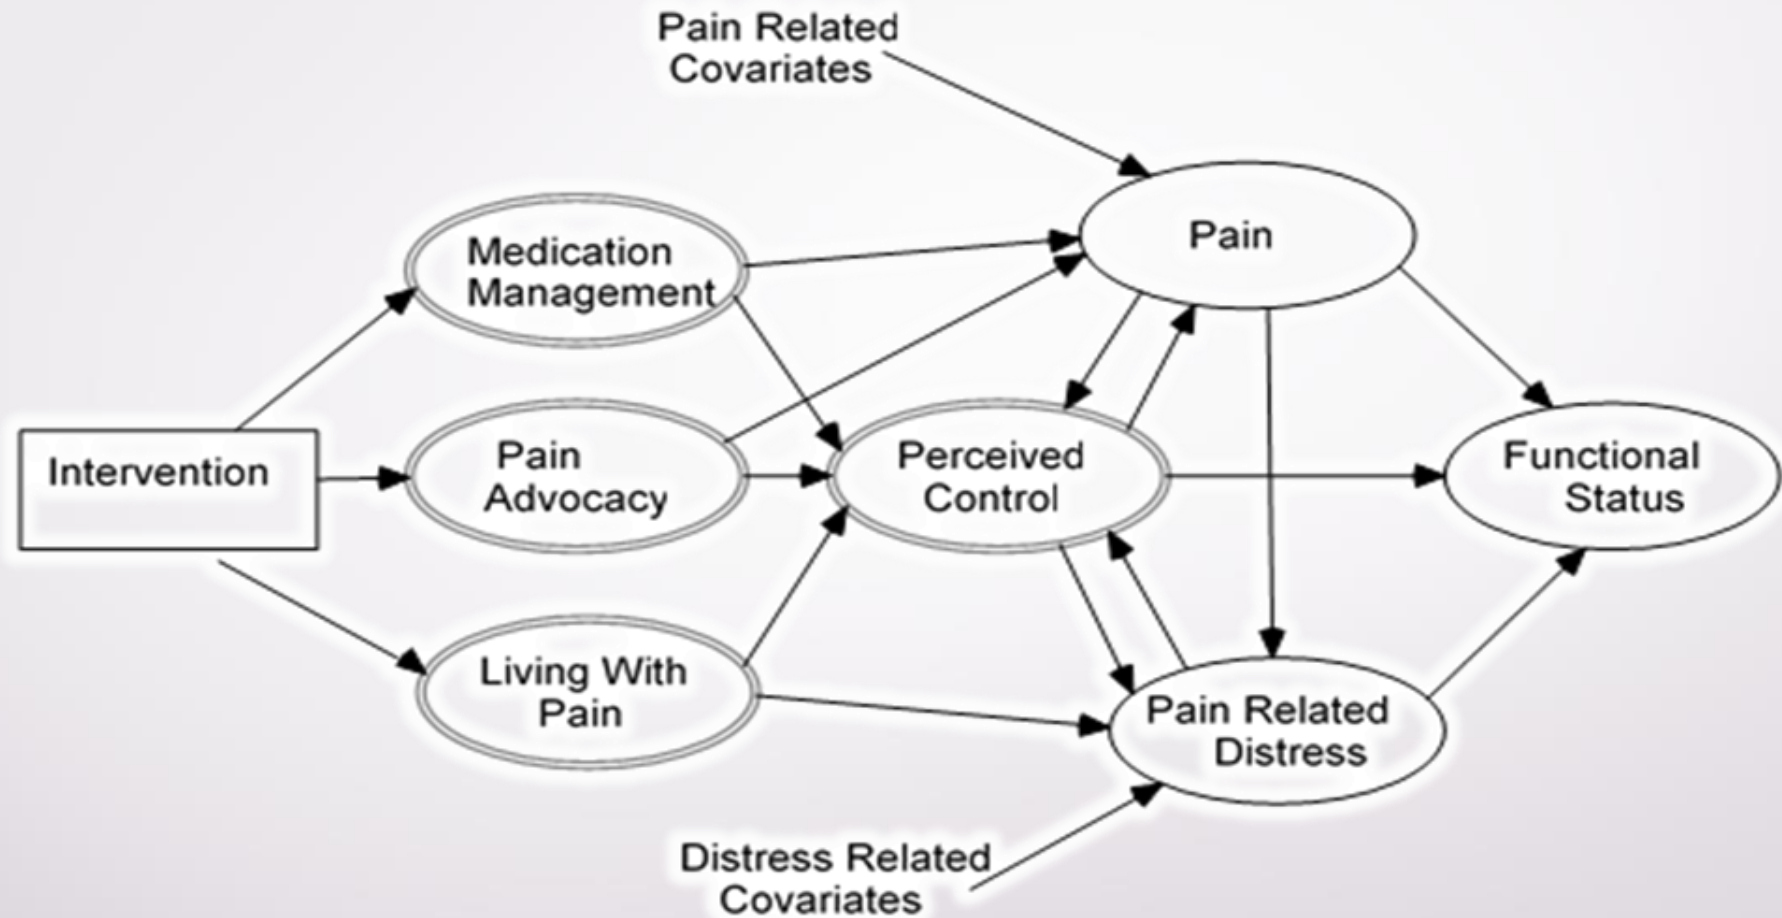 Pain Related
Covariates
Pain
Medication
Management
Intervention
Pain
Advocacy
Perceived
Control
Functional
Status
Living With
Pain
Pain Related
Distress
Distress Related
Covariates